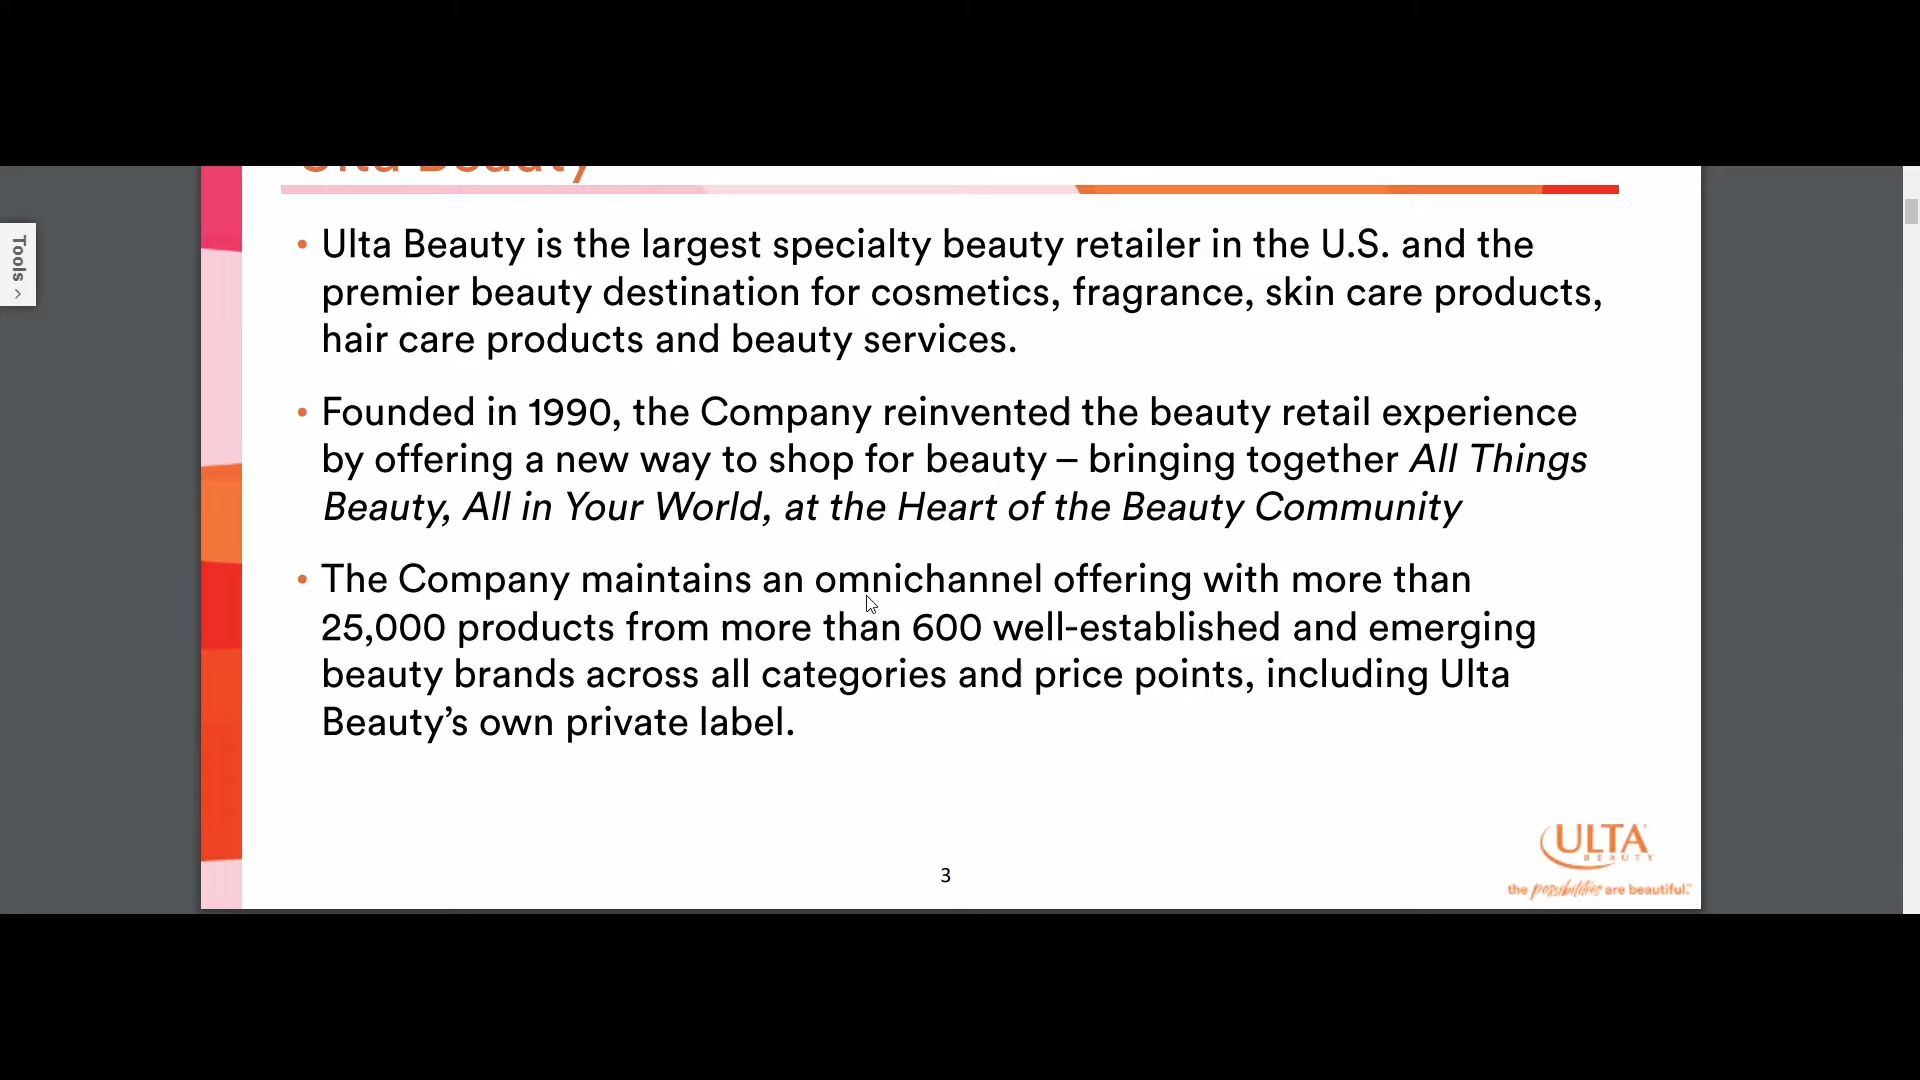 Ulta Beauty
Tools >
• Ulta Beauty is the largest specialty beauty retailer in the U.S. and the
premier beauty destination for cosmetics, fragrance, skin care products,
hair care products and beauty services.
• Founded in 1990, the Company reinvented the beauty retail experience
by offering a new way to shop for beauty – bringing together All Things
Beauty, All in Your World, at the Heart of the Beauty Community
• The Company maintains an omnichannel offering with more than
25,000 products from more than 600 well-established and emerging
beauty brands across all categories and price points, including Ulta
Beauty’s own private label.
ULTA
BEAUTY
3
the possibilities are beautiful.™